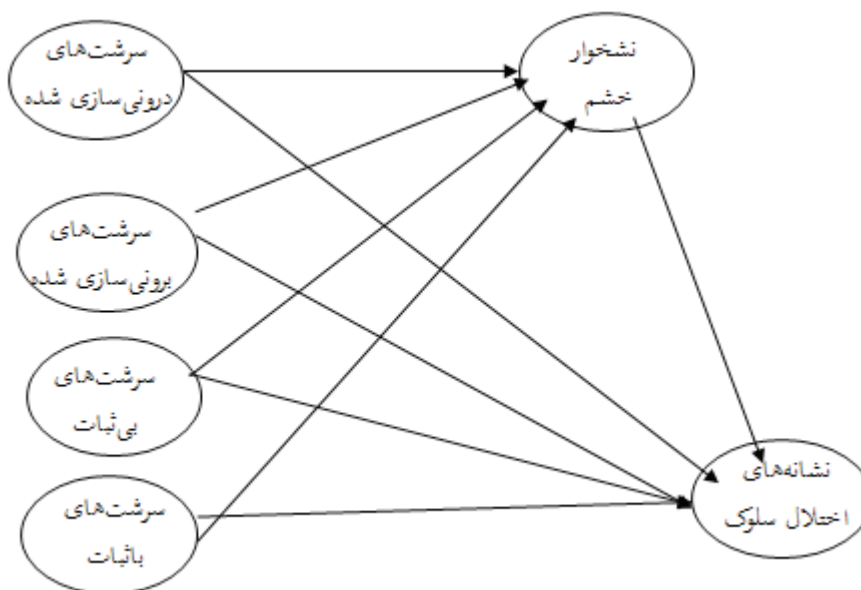 سرشت‌های
درونی‌سازی شده
نشخوار
خشم
سرشت‌های
برونی‌سازی شده
سرشت‌های
بی‌ثبات
سرشت‌های
باثبات
نشانه‌های
اختلال سلوک